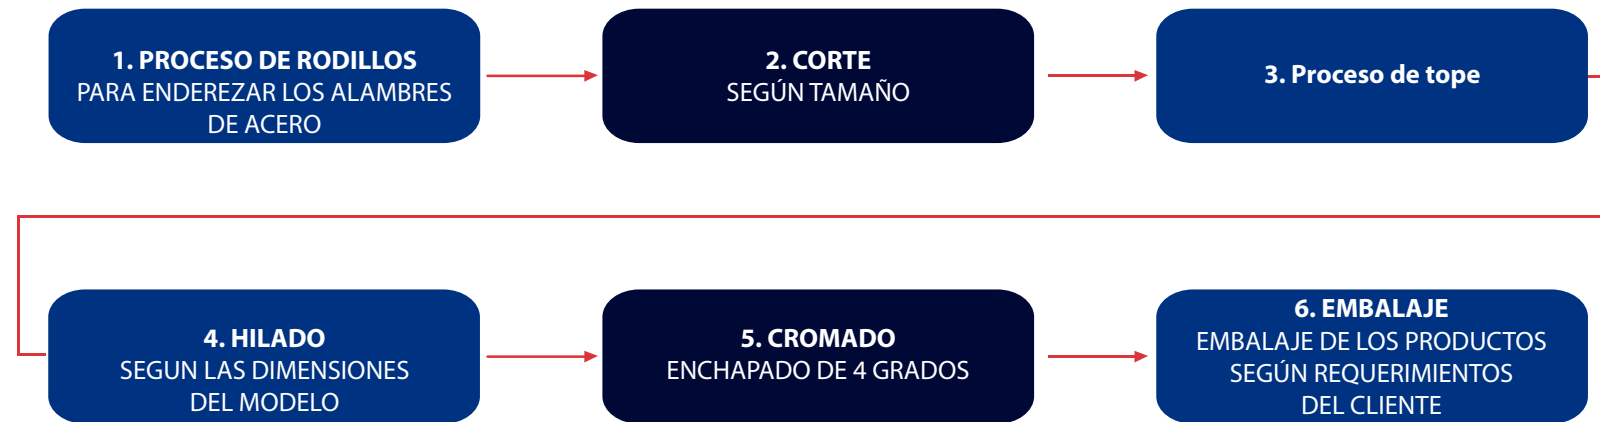 1. PROCESO DE RODILLOS
PARA ENDEREZAR LOS ALAMBRES
DE ACERO
2. CORTE
SEGÚN TAMAÑO
3. Proceso de tope
4. HILADO
SEGUN LAS DIMENSIONES
DEL MODELO
5. CROMADO
ENCHAPADO DE 4 GRADOS
6. EMBALAJE
EMBALAJE DE LOS PRODUCTOS
SEGÚN REQUERIMIENTOS
DEL CLIENTE